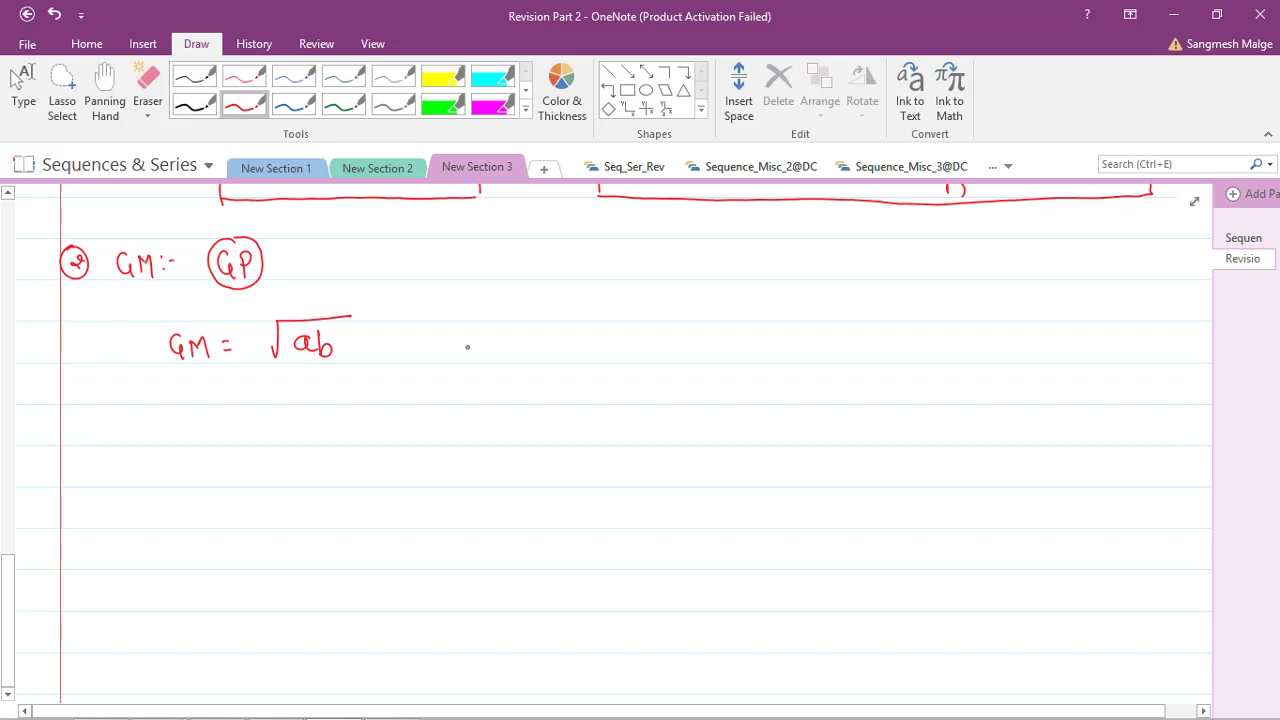 Revision Part 2 - OneNote (Product Activation Failed)
File Home Insert Draw History Review View
Sangmesh Malge
Type Lasso Select Panning Hand Eraser Color & Thickness Insert Space Delete Arrange Rotate Ink to Text Ink to Math
Tools Shapes Edit Convert
Sequences & Series New Section 1 New Section 2 New Section 3 Seq_Ser_Rev Sequence_Misc_2@DC Sequence_Misc_3@DC ... Search (Ctrl+E)
Add Pa
Sequen
Revisio
2 GM:- GP
GM = √ab